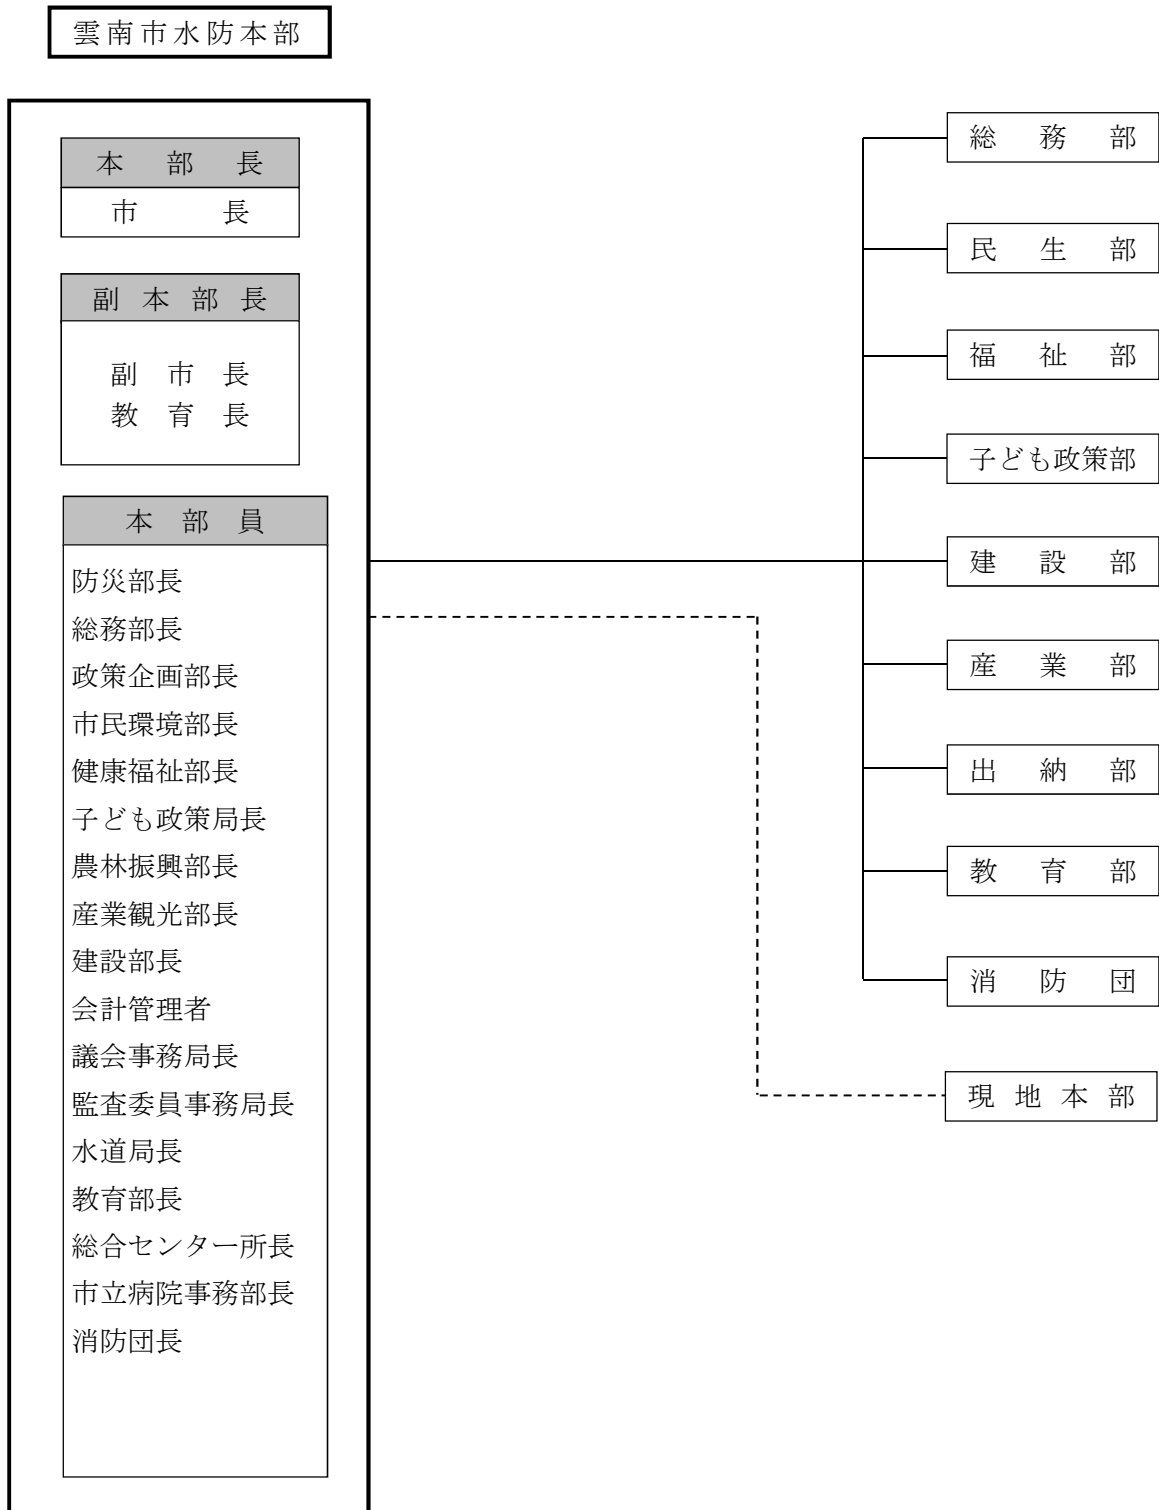 雲南市水防本部
本部長
市長
副本部長
副市長
教育長
本部員
防災部長
総務部長
政策企画部長
市民環境部長
健康福祉部長
子ども政策局長
農林振興部長
産業観光部長
建設部長
会計管理者
議会事務局長
監査委員事務局長
水道局長
教育部長
総合センター所長
市立病院事務部長
消防団長
総務部
民生部
福祉部
子ども政策部
建設部
産業部
出納部
教育部
消防団
現地本部